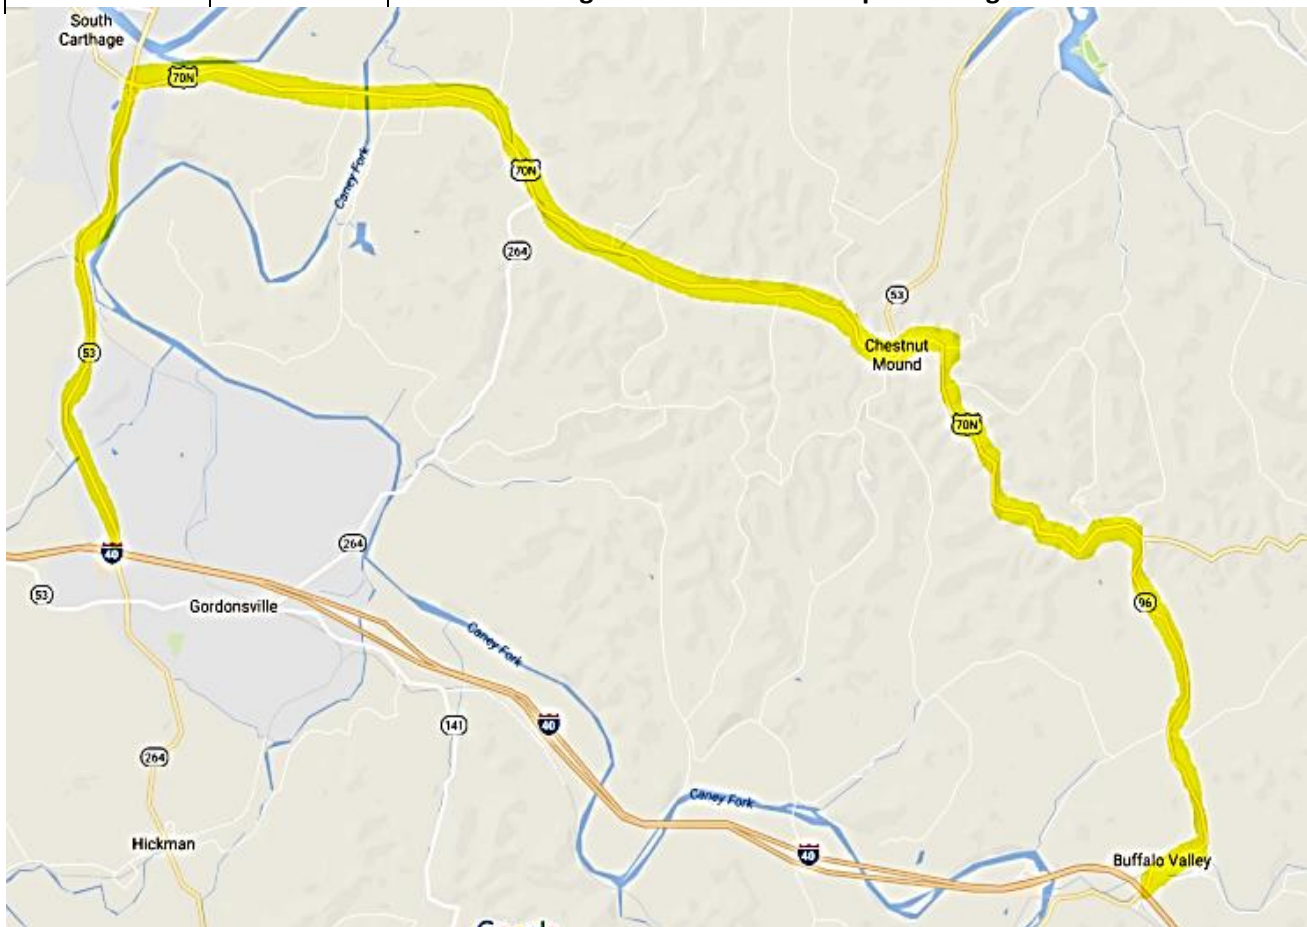 South
Carthage
70N
Caney Fork
70N
264
53
53
Chestnut
Mound
70N
264
40
96
53
Gordonsville
Caney Fork
141
40
264
Caney Fork
Hickman
40
Buffalo Valley